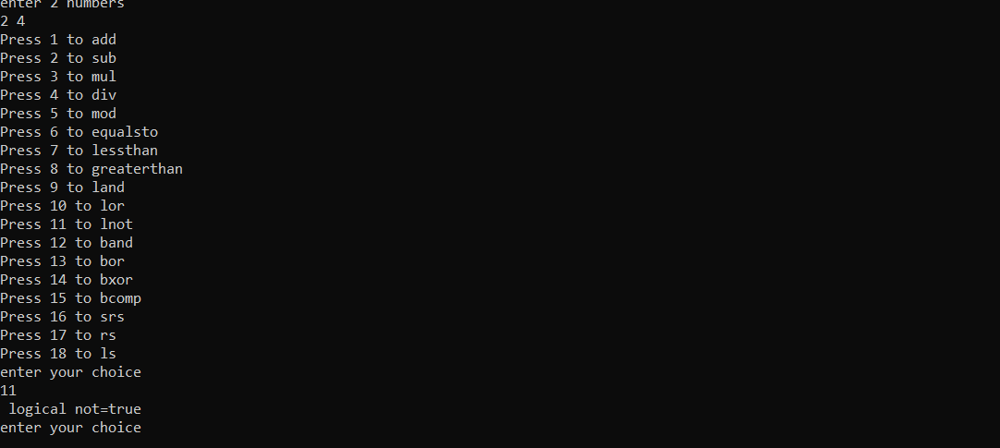 enter 2 numbers
2 4
Press 1 to add
Press 2 to sub
Press 3 to mul
Press 4 to div
Press 5 to mod
Press 6 to equalsto
Press 7 to lessthan
Press 8 to greaterthan
Press 9 to land
Press 10 to lor
Press 11 to lnot
Press 12 to band
Press 13 to bor
Press 14 to bxor
Press 15 to bcomp
Press 16 to srs
Press 17 to rs
Press 18 to ls
enter your choice
11
 logical not=true
enter your choice